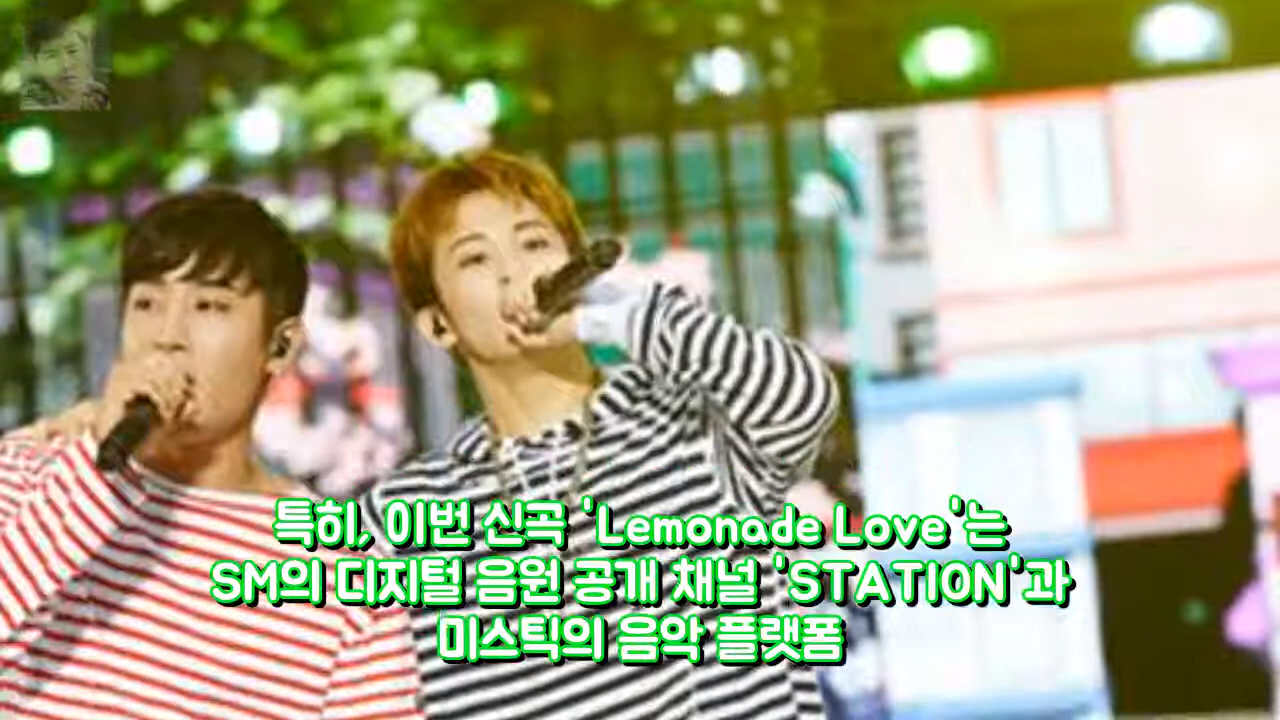 특히, 이번 신곡 'Lemonade Love'는
SM의 디지털 음원 공개 채널 'STATION'과
미스틱의 음악 플랫폼